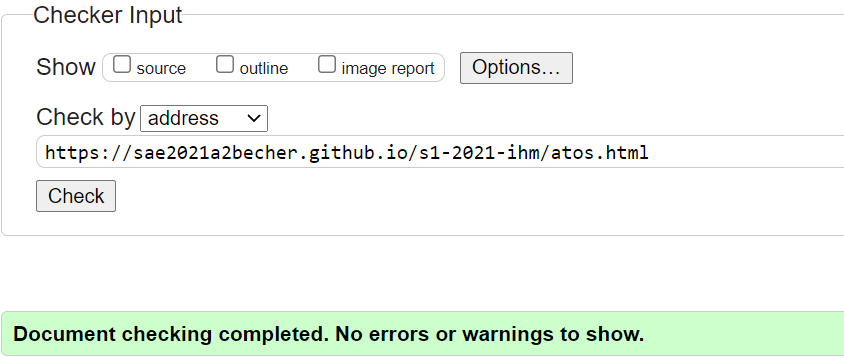 Checker Input
Show source outline image report Options...
Check by address
https://sae2021a2becher.github.io/s1-2021-ihm/atos.html
Check
Document checking completed. No errors or warnings to show.